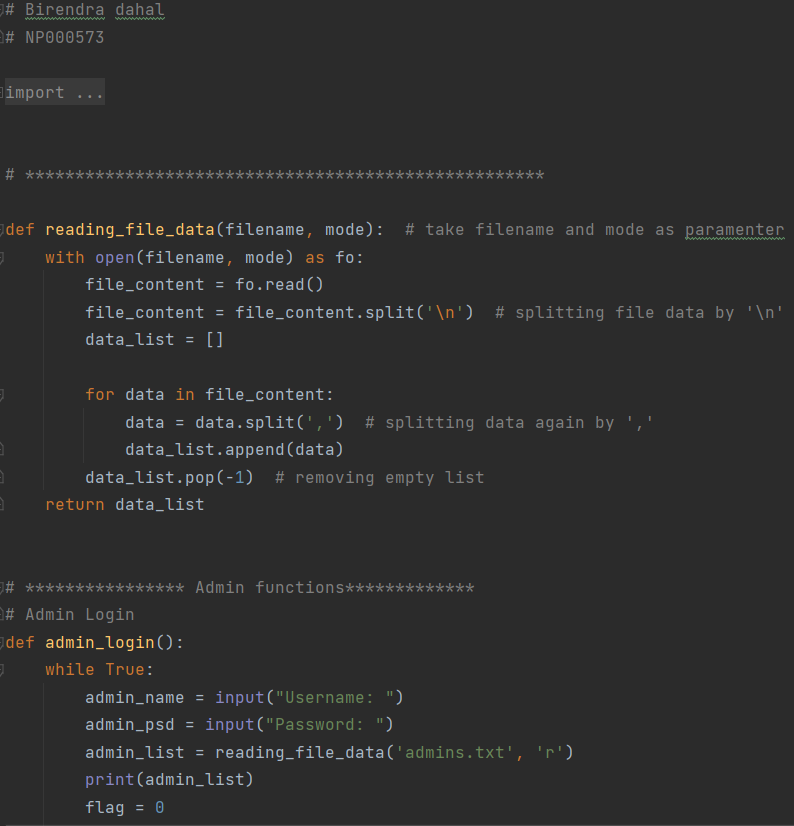 # Birendra dahal
# NP000573
import ...
# ****************************************************
def reading_file_data(filename, mode):  # take filename and mode as paramenter
    with open(filename, mode) as fo:
        file_content = fo.read()
        file_content = file_content.split('\n')  # splitting file data by '\n'
        data_list = []
        for data in file_content:
            data = data.split(',')  # splitting data again by ','
            data_list.append(data)
        data_list.pop(-1)  # removing empty list
    return data_list
# **************** Admin functions*************
# Admin Login
def admin_login():
    while True:
        admin_name = input("Username: ")
        admin_psd = input("Password: ")
        admin_list = reading_file_data('admins.txt', 'r')
        print(admin_list)
        flag = 0